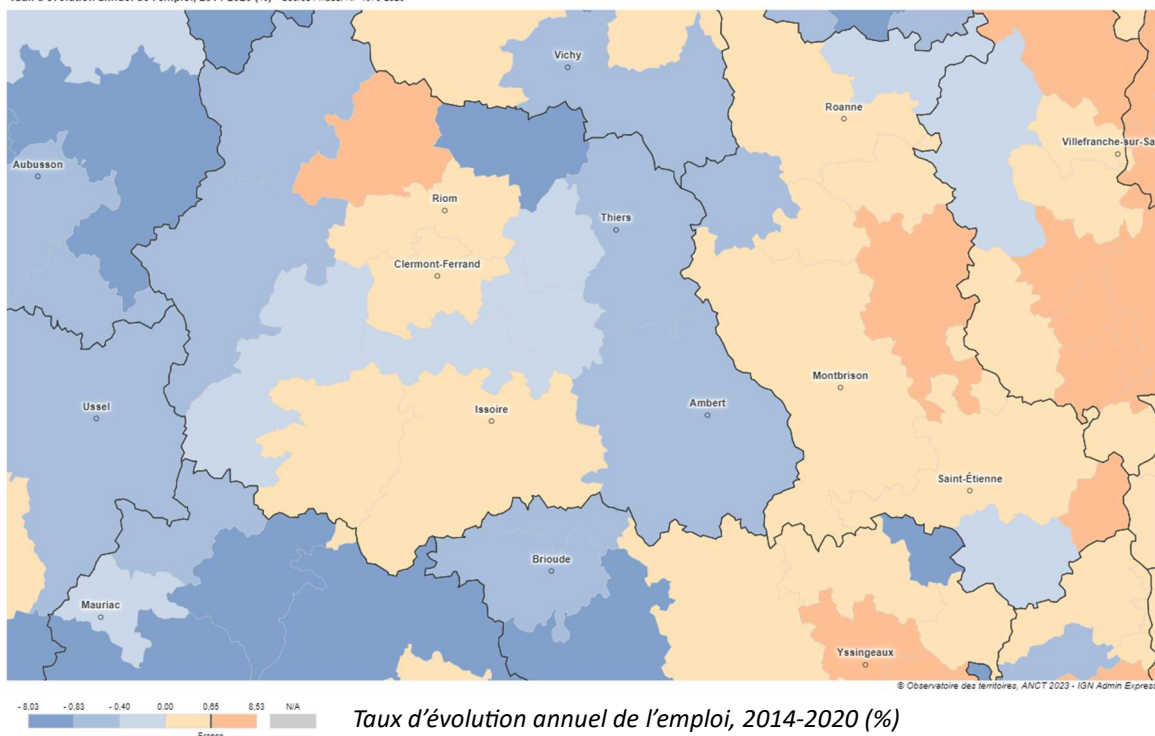 Vichy
Roanne
Villefranche-sur-Sa
Aubusson
Riom
Thiers
Clermont-Ferrand
Montbrison
Ussel
Issoire
Ambert
Saint-Étienne
Brioude
Mauriac
Yssingeaux
© Observatoire des territoires, ANCT 2023 - IGN Admin Express
- 8,03 - 0,83 - 0,40 0,00 0,65 8,53 N/A
France
Taux d’évolution annuel de l’emploi, 2014-2020 (%)